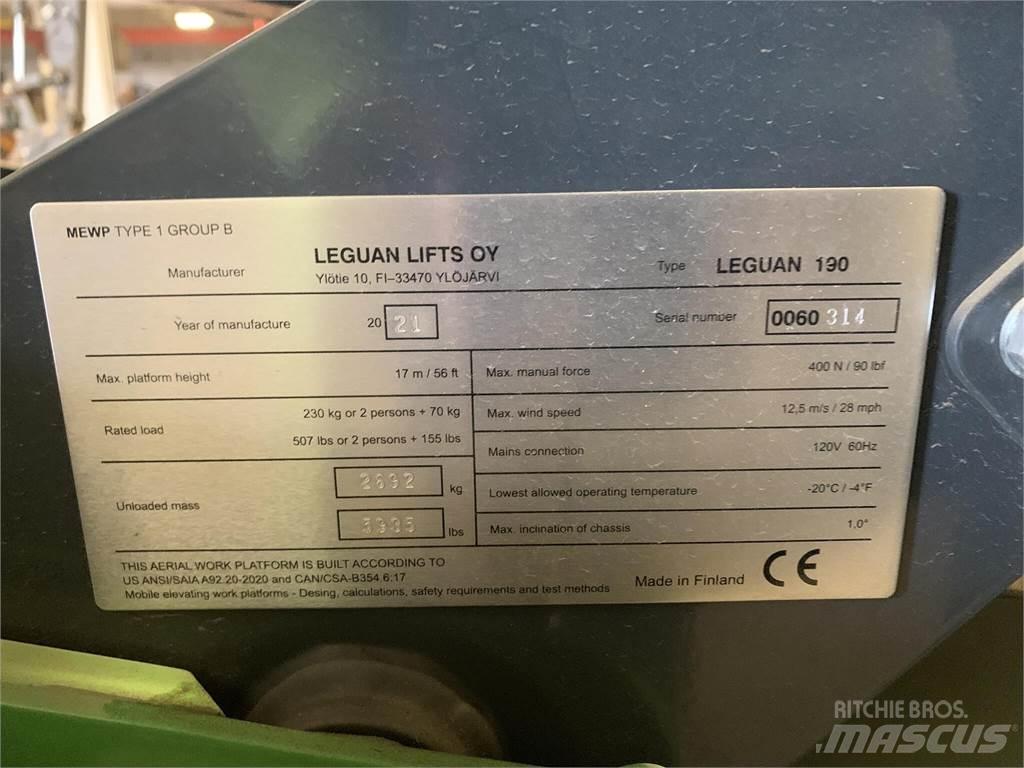 MEWP TYPE 1 GROUP B
Manufacturer LEGUAN LIFTS OY
Ylötie 10, FI–33470 YLÖJÄRVI
Type LEGUAN 190
Year of manufacture 20 21
Serial number 0060 314
Max. platform height 17 m / 56 ft
Rated load 230 kg or 2 persons + 70 kg
507 lbs or 2 persons + 155 lbs
Unloaded mass 2692 kg
5935 lbs
Max. manual force 400 N / 90 lbf
Max. wind speed 12,5 m/s / 28 mph
Mains connection 120V 60Hz
Lowest allowed operating temperature -20°C / -4°F
Max. inclination of chassis 1,0°
THIS AERIAL WORK PLATFORM IS BUILT ACCORDING TO
US ANSI/SAIA A92.20-2020 and CAN/CSA-B354.6:17
Mobile elevating work platforms - Desing, calculations, safety requirements and test methods
Made in Finland CE
RITCHIE BROS.
MASCUS